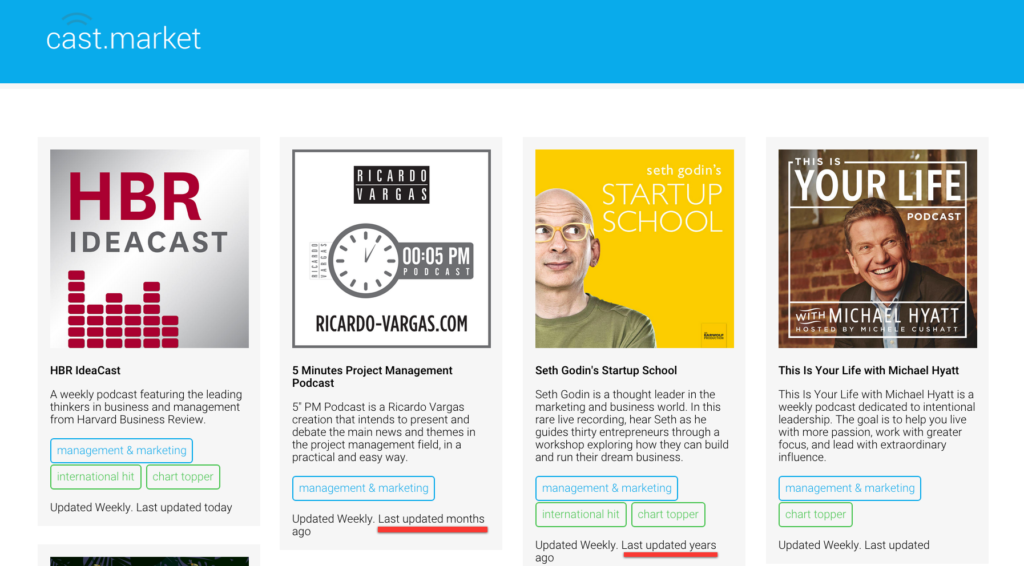 cast.market
HBR
IDEACAST
HBR IdeaCast
A weekly podcast featuring the leading
thinkers in business and management
from Harvard Business Review.
management & marketing
international hit
chart topper
Updated Weekly. Last updated today
RICARDO
VARGAS
RICARDO
VARGAS
00:05 PM
PODCAST
RICARDO-VARGAS.COM
5 Minutes Project Management
Podcast
5" PM Podcast is a Ricardo Vargas
creation that intends to present and
debate the main news and themes in
the project management field, in a
practical and easy way.
management & marketing
Updated Weekly. Last updated months
ago
seth godin's
STARTUP
SCHOOL
Seth Godin's Startup School
Seth Godin is a thought leader in the
marketing and business world. In this
rare live recording, hear Seth as he
guides thirty entrepreneurs through a
workshop exploring how they can build
and run their dream business.
management & marketing
international hit
chart topper
Updated Weekly. Last updated years
ago
THIS IS
YOUR LIFE
PODCAST
WITH MICHAEL HYATT
HOSTED BY MICHELE CUSHATT
This Is Your Life with Michael Hyatt
This Is Your Life with Michael Hyatt is a
weekly podcast dedicated to intentional
leadership. The goal is to help you live
with more passion, work with greater
focus, and lead with extraordinary
influence.
management & marketing
chart topper
Updated Weekly. Last updated